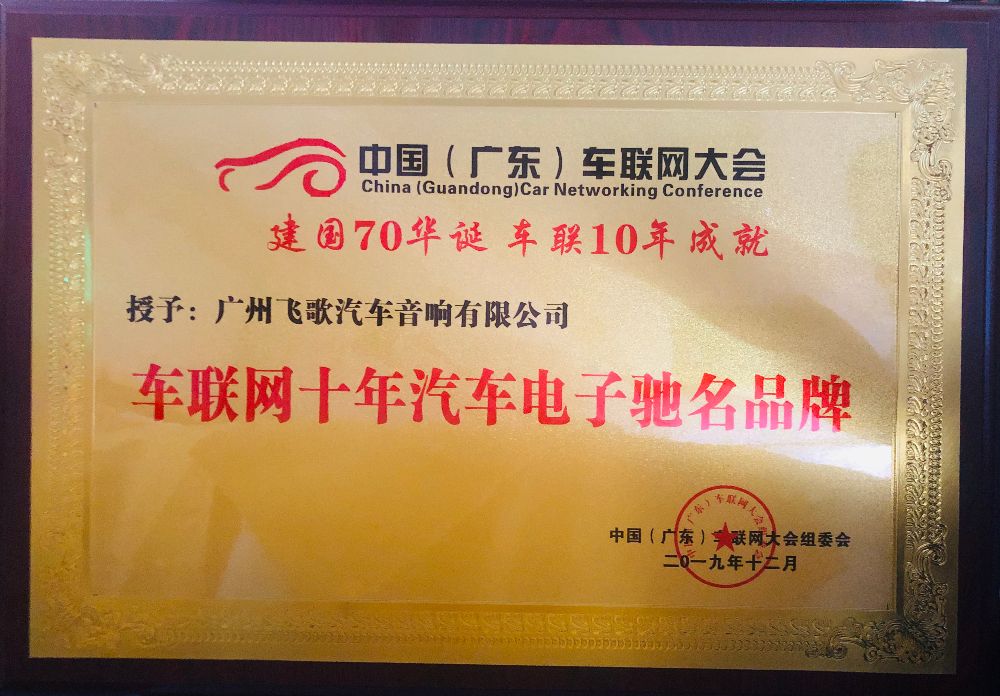 中国（广东）车联网大会
China (Guandong)Car Networking Conference
建国70华诞 车联10年成就
授予：广州飞歌汽车音响有限公司
车联网十年汽车电子驰名品牌
中国（广东）车联网大会组委会
二0一九年十二月